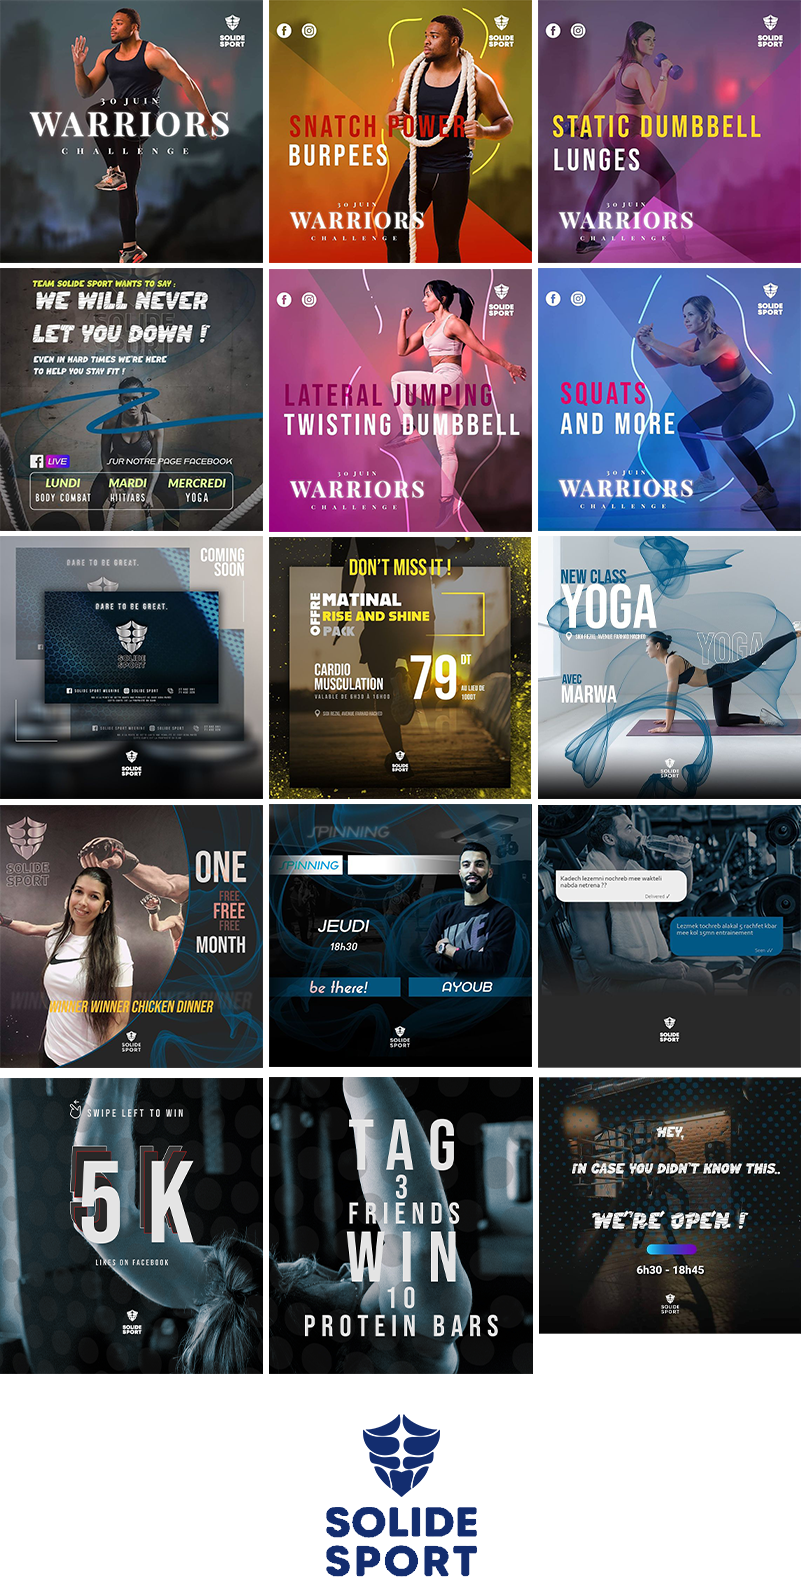 SOLIDE
SPORT
30 JUIN
WARRIORS
CHALLENGE
SOLIDE
SPORT
SNATCH POWER
BURPEES
30 JUIN
WARRIORS
CHALLENGE
SOLIDE
SPORT
STATIC DUMBBELL
LUNGES
30 JUIN
WARRIORS
CHALLENGE
TEAM SOLIDE SPORT WANTS TO SAY :
WE WILL NEVER
SOLIDE
LET YOU DOWN !
SPORT
EVEN IN HARD TIMES WE'RE HERE
TO HELP YOU STAY FIT !
LIVE
SUR NOTRE PAGE FACEBOOK
LUNDI MARDI MERCREDI
BODY COMBAT HIIT/ABS YOGA
SOLIDE
SPORT
LATERAL JUMPING
TWISTING DUMBBELL
30 JUIN
WARRIORS
CHALLENGE
SOLIDE
SPORT
SQUATS
AND MORE
30 JUIN
WARRIORS
CHALLENGE
COMING
SOON
DARE TO BE GREAT.
DARE TO BE GREAT.
SOLIDE
SPORT
SOLIDE
SPORT
DON'T MISS IT !
OFFRE
MATINAL
RISE AND SHINE
PACK
CARDIO
MUSCULATION
VALABLE DE 6H30 À 16H00
79 DT
AU LIEU DE
100DT
SOLIDE
SPORT
NEW CLASS
YOGA
YOGA
AVEC
MARWA
SOLIDE
SPORT
SOLIDE
SPORT
ONE
FREE
FREE
FREE
MONTH
WINNER WINNER CHICKEN DINNER
SOLIDE
SPORT
SPINNING
SPINNING
JEUDI
18h30
be there! AYOUB
SOLIDE
SPORT
Kadech lezemni nochreb mee wakteli
nabda netrena ??
Delivered ✓
Lezmek tochreb alakal 5 rachfet kbar
mee kol 15mn entrainement
Seen ✓✓
SOLIDE
SPORT
SWIPE LEFT TO WIN
5K
LIKES ON FACEBOOK
SOLIDE
SPORT
TAG
3
FRIENDS
WIN
10
PROTEIN BARS
HEY,
IN CASE YOU DIDN'T KNOW THIS..
WE'RE OPEN !
6h30 - 18h45
SOLIDE
SPORT
SOLIDE
SPORT